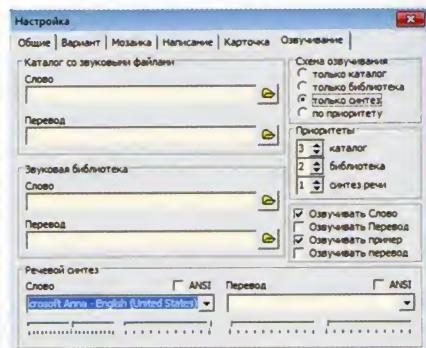 Настройка
Общие Вариант Мозаика Написание Карточка Озвучивание
Каталог со звуковыми файлами
Слово
Перевод
Звуковая библиотека
Слово
Перевод
Схема озвучивания
только каталог
только библиотека
только синтез
по приоритету
Приоритеты
3 каталог
2 библиотека
1 синтез речи
Озвучивать Слово
Озвучивать Перевод
Озвучивать пример
Озвучивать перевод
Речевой синтез
Слово ANSI Перевод ANSI
crosoft Anna - English (United States)